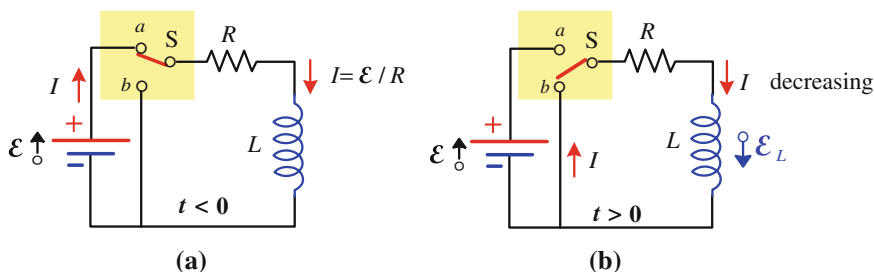 a
S
R
I
I = ℰ / R
b
+
ℰ
L
−
t < 0
(a)
a
S
R
I decreasing
b
+
ℰ
I
L
ℰ_L
−
t > 0
(b)